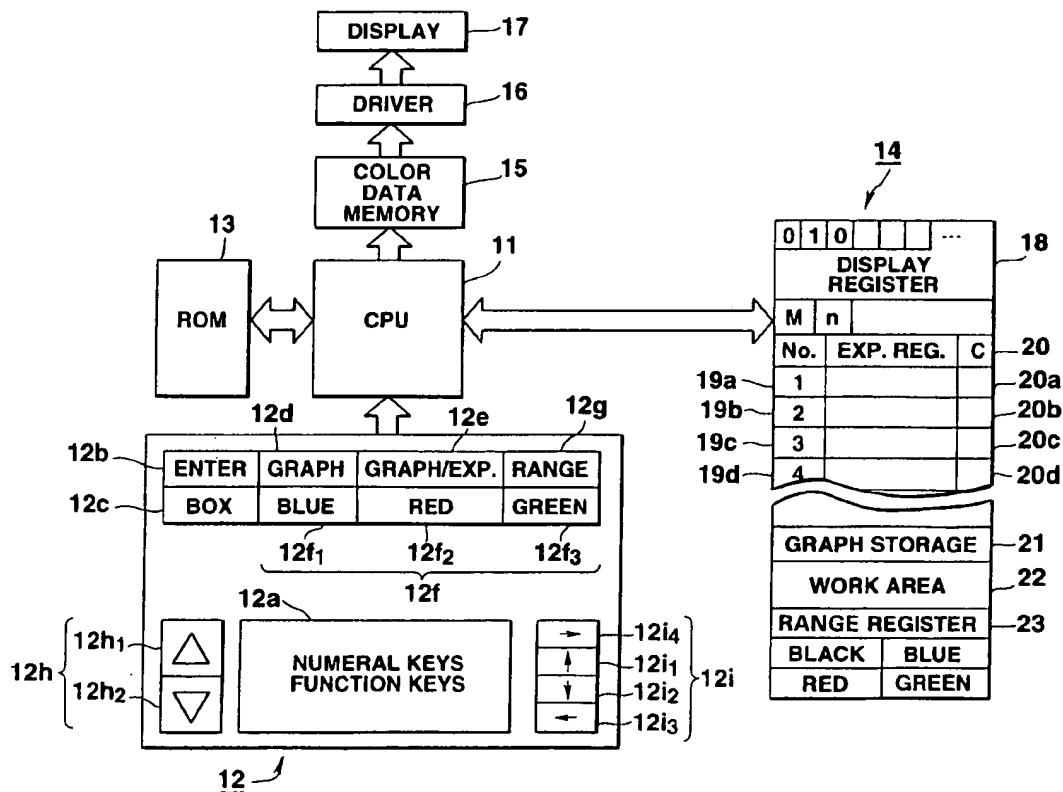 DISPLAY 17
DRIVER 16
COLOR
DATA
MEMORY
15
13
ROM
11
CPU
14
0 1 0 ...
DISPLAY
REGISTER
18
M n
No. EXP. REG. C 20
19a 1 20a
19b 2 20b
19c 3 20c
19d 4 20d
GRAPH STORAGE 21
WORK AREA 22
RANGE REGISTER 23
BLACK BLUE
RED GREEN
12d 12e 12g
12b ENTER GRAPH GRAPH/EXP. RANGE
12c BOX BLUE RED GREEN
12f1 12f2 12f3
12f
12a
12h 12h1 △
12h2 ▽
NUMERAL KEYS
FUNCTION KEYS
→ 12i4
↑ 12i1
↓ 12i2
← 12i3
12i
12